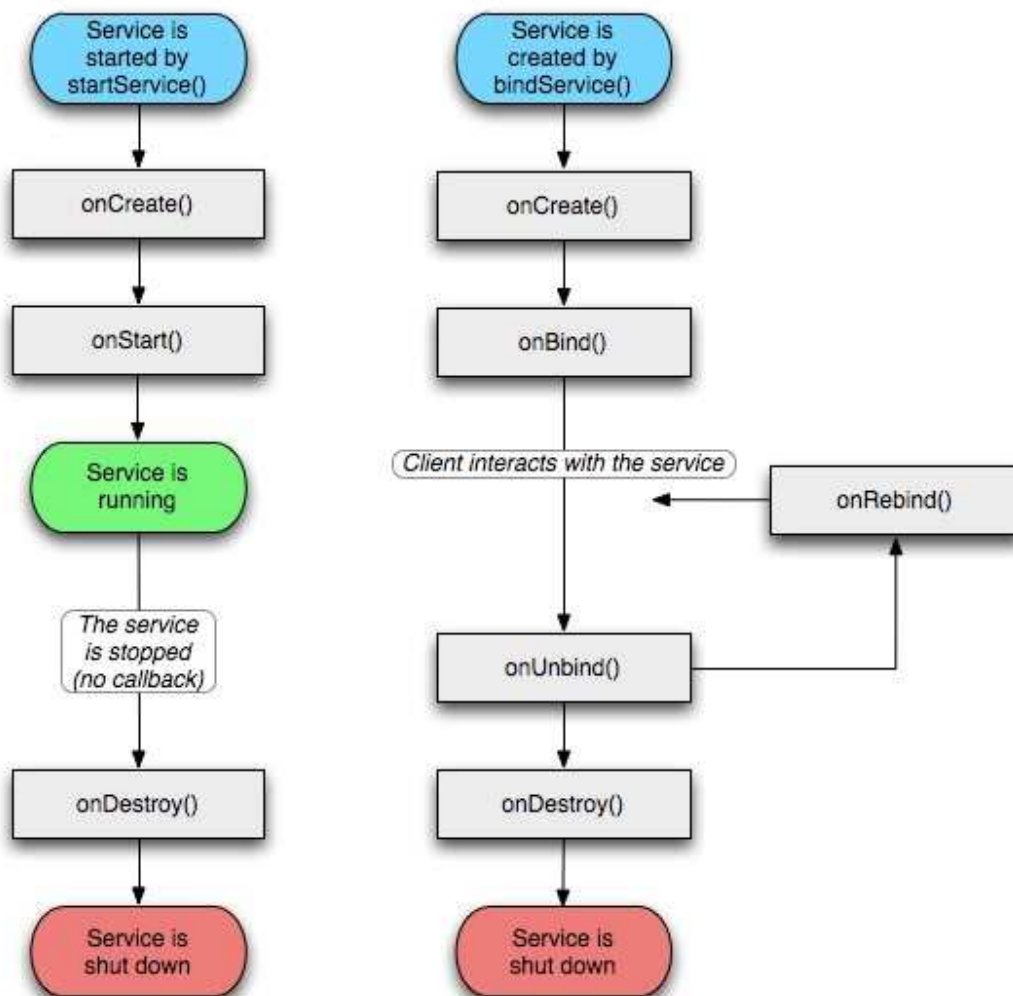 Service is
started by
startService()
onCreate()
onStart()
Service is
running
The service
is stopped
(no callback)
onDestroy()
Service is
shut down
Service is
created by
bindService()
onCreate()
onBind()
Client interacts with the service
onRebind()
onUnbind()
onDestroy()
Service is
shut down